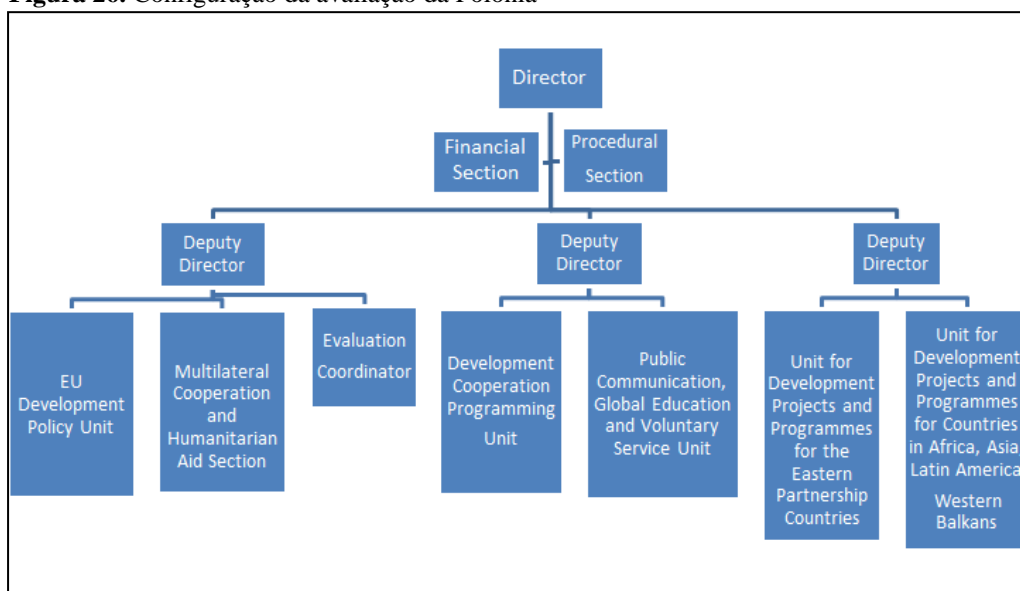 Figura 26. Configuração da avaliação da Polônia
Director
Financial
Section
Procedural
Section
Deputy
Director
Deputy
Director
Deputy
Director
EU
Development
Policy Unit
Multilateral
Cooperation
and
Humanitarian
Aid Section
Evaluation
Coordinator
Development
Cooperation
Programming
Unit
Public
Communication,
Global Education
and Voluntary
Service Unit
Unit for
Development
Projects and
Programmes
for the
Eastern
Partnership
Countries
Unit for
Development
Projects and
Programmes
for Countries
in Africa, Asia,
Latin America
Western
Balkans